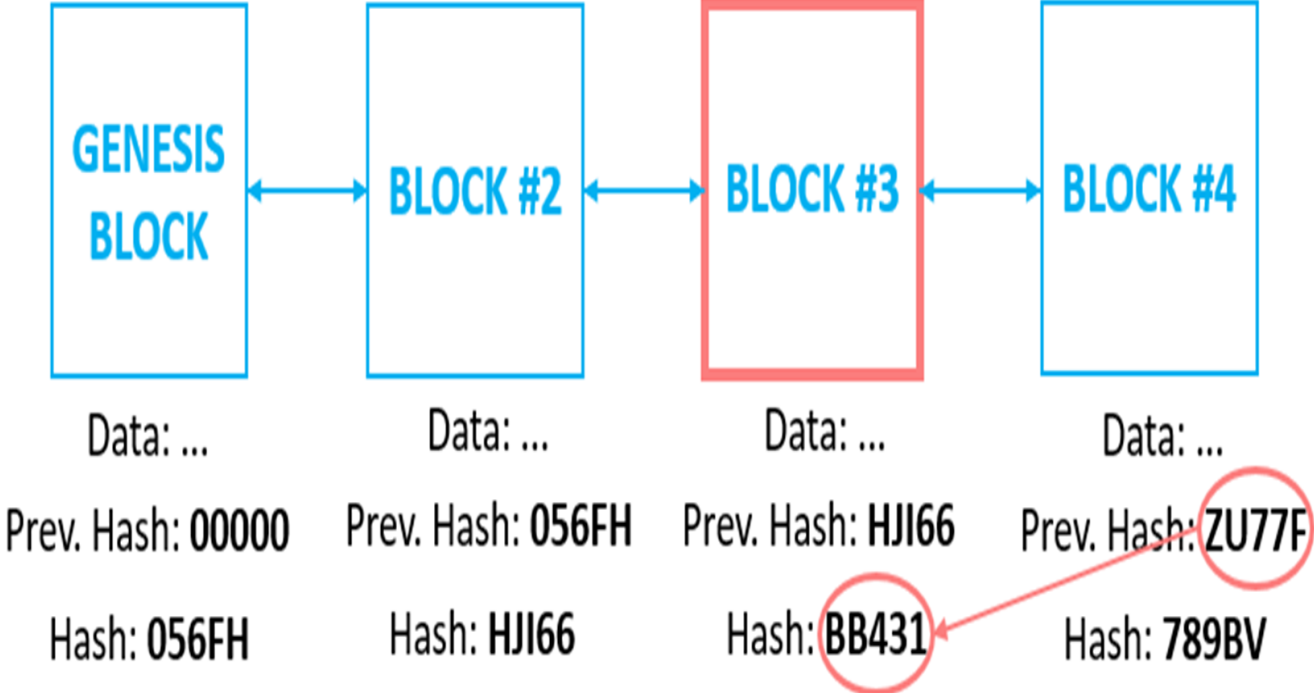 GENESIS
BLOCK
BLOCK #2
BLOCK #3
BLOCK #4
Data: ...
Data: ...
Data: ...
Data: ...
Prev. Hash: 00000
Prev. Hash: 056FH
Prev. Hash: HJI66
Prev. Hash: ZU77F
Hash: 056FH
Hash: HJI66
Hash: BB431
Hash: 789BV